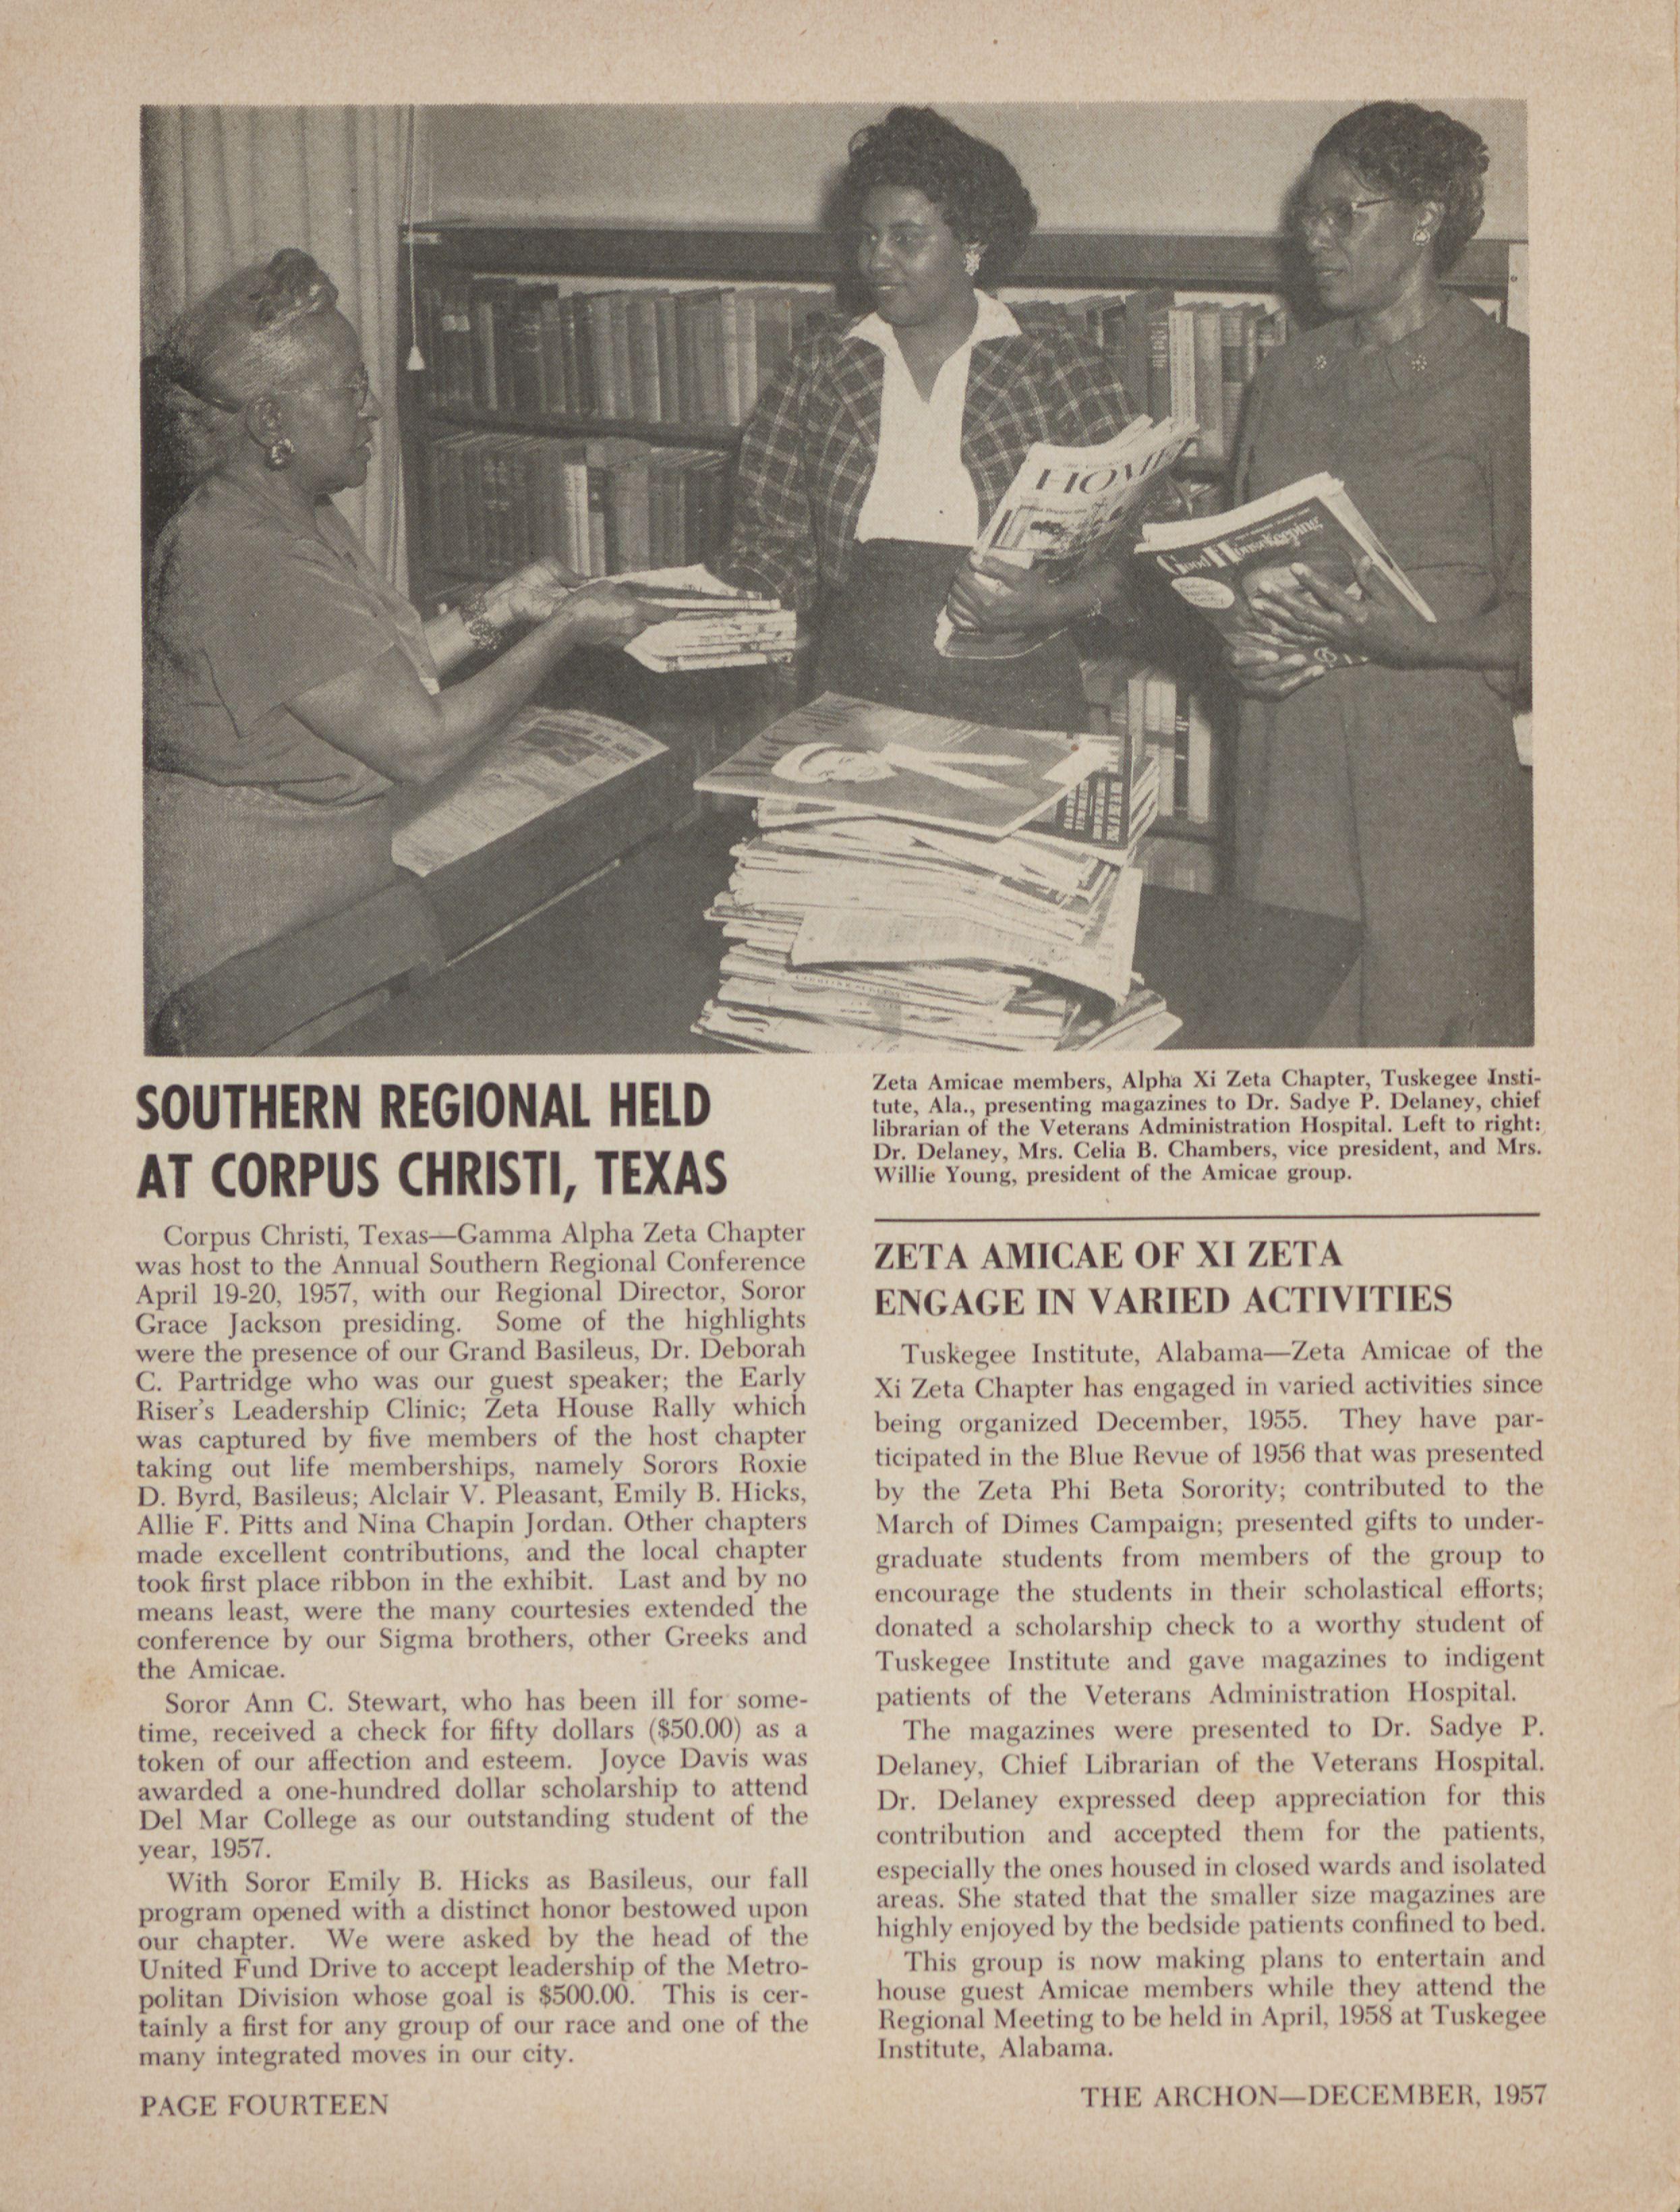 HOME
Good Housekeeping
SOUTHERN REGIONAL HELD
AT CORPUS CHRISTI, TEXAS
Corpus Christi, Texas—Gamma Alpha Zeta Chapter
was host to the Annual Southern Regional Conference
April 19-20, 1957, with our Regional Director, Soror
Grace Jackson presiding. Some of the highlights
were the presence of our Grand Basileus, Dr. Deborah
C. Partridge who was our guest speaker; the Early
Riser's Leadership Clinic; Zeta House Rally which
was captured by five members of the host chapter
taking out life memberships, namely Sorors Roxie
D. Byrd, Basileus; Alclair V. Pleasant, Emily B. Hicks,
Allie F. Pitts and Nina Chapin Jordan. Other chapters
made excellent contributions, and the local chapter
took first place ribbon in the exhibit. Last and by no
means least, were the many courtesies extended the
conference by our Sigma brothers, other Greeks and
the Amicae.
Soror Ann C. Stewart, who has been ill for some-
time, received a check for fifty dollars ($50.00) as a
token of our affection and esteem. Joyce Davis was
awarded a one-hundred dollar scholarship to attend
Del Mar College as our outstanding student of the
year, 1957.
With Soror Emily B. Hicks as Basileus, our fall
program opened with a distinct honor bestowed upon
our chapter. We were asked by the head of the
United Fund Drive to accept leadership of the Metro-
politan Division whose goal is $500.00. This is cer-
tainly a first for any group of our race and one of the
many integrated moves in our city.
PAGE FOURTEEN
Zeta Amicae members, Alpha Xi Zeta Chapter, Tuskegee Insti-
tute, Ala., presenting magazines to Dr. Sadye P. Delaney, chief
librarian of the Veterans Administration Hospital. Left to right:
Dr. Delaney, Mrs. Celia B. Chambers, vice president, and Mrs.
Willie Young, president of the Amicae group.
ZETA AMICAE OF XI ZETA
ENGAGE IN VARIED ACTIVITIES
Tuskegee Institute, Alabama—Zeta Amicae of the
Xi Zeta Chapter has engaged in varied activities since
being organized December, 1955. They have par-
ticipated in the Blue Revue of 1956 that was presented
by the Zeta Phi Beta Sorority; contributed to the
March of Dimes Campaign; presented gifts to under-
graduate students from members of the group to
encourage the students in their scholastical efforts;
donated a scholarship check to a worthy student of
Tuskegee Institute and gave magazines to indigent
patients of the Veterans Administration Hospital.
The magazines were presented to Dr. Sadye P.
Delaney, Chief Librarian of the Veterans Hospital.
Dr. Delaney expressed deep appreciation for this
contribution and accepted them for the patients,
especially the ones housed in closed wards and isolated
areas. She stated that the smaller size magazines are
highly enjoyed by the bedside patients confined to bed.
This group is now making plans to entertain and
house guest Amicae members while they attend the
Regional Meeting to be held in April, 1958 at Tuskegee
Institute, Alabama.
THE ARCHON—DECEMBER, 1957